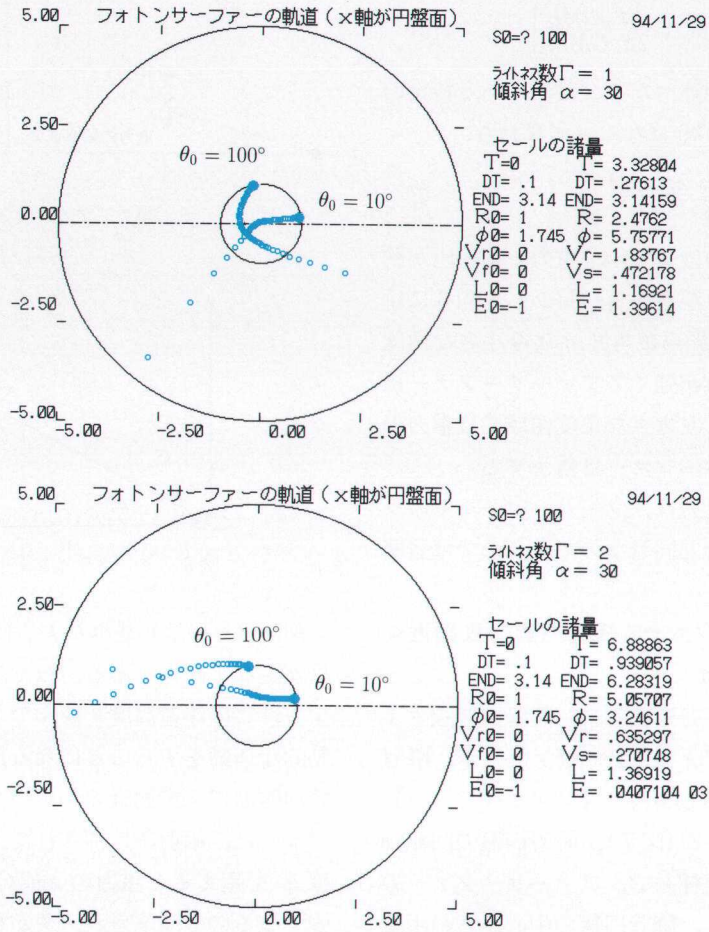 フォトンサーファーの軌道(x軸が円盤面)
94/11/29
S0=? 100
ライトネス数Γ= 1
傾斜角 α= 30
セールの諸量
T=0 T= 3.32804
DT= .1 DT= .27613
END= 3.14 END= 3.14159
R0= 1 R= 2.4762
φ0= 1.745 φ= 5.75771
Vr0= 0 Vr= 1.83767
Vf0= 0 Vs= .472178
L0= 0 L= 1.16921
E0=-1 E= 1.39614
5.00
2.50
0.00
-2.50
-5.00
θ₀ = 100°
θ₀ = 10°
-5.00 -2.50 0.00 2.50 5.00
フォトンサーファーの軌道(x軸が円盤面)
94/11/29
S0=? 100
ライトネス数Γ= 2
傾斜角 α= 30
セールの諸量
T=0 T= 6.88863
DT= .1 DT= .939057
END= 3.14 END= 6.28319
R0= 1 R= 5.05707
φ0= 1.745 φ= 3.24611
Vr0= 0 Vr= .635297
Vf0= 0 Vs= .270748
L0= 0 L= 1.36919
E0=-1 E= .0407104 03
5.00
2.50
0.00
-2.50
-5.00
θ₀ = 100°
θ₀ = 10°
-5.00 -2.50 0.00 2.50 5.00